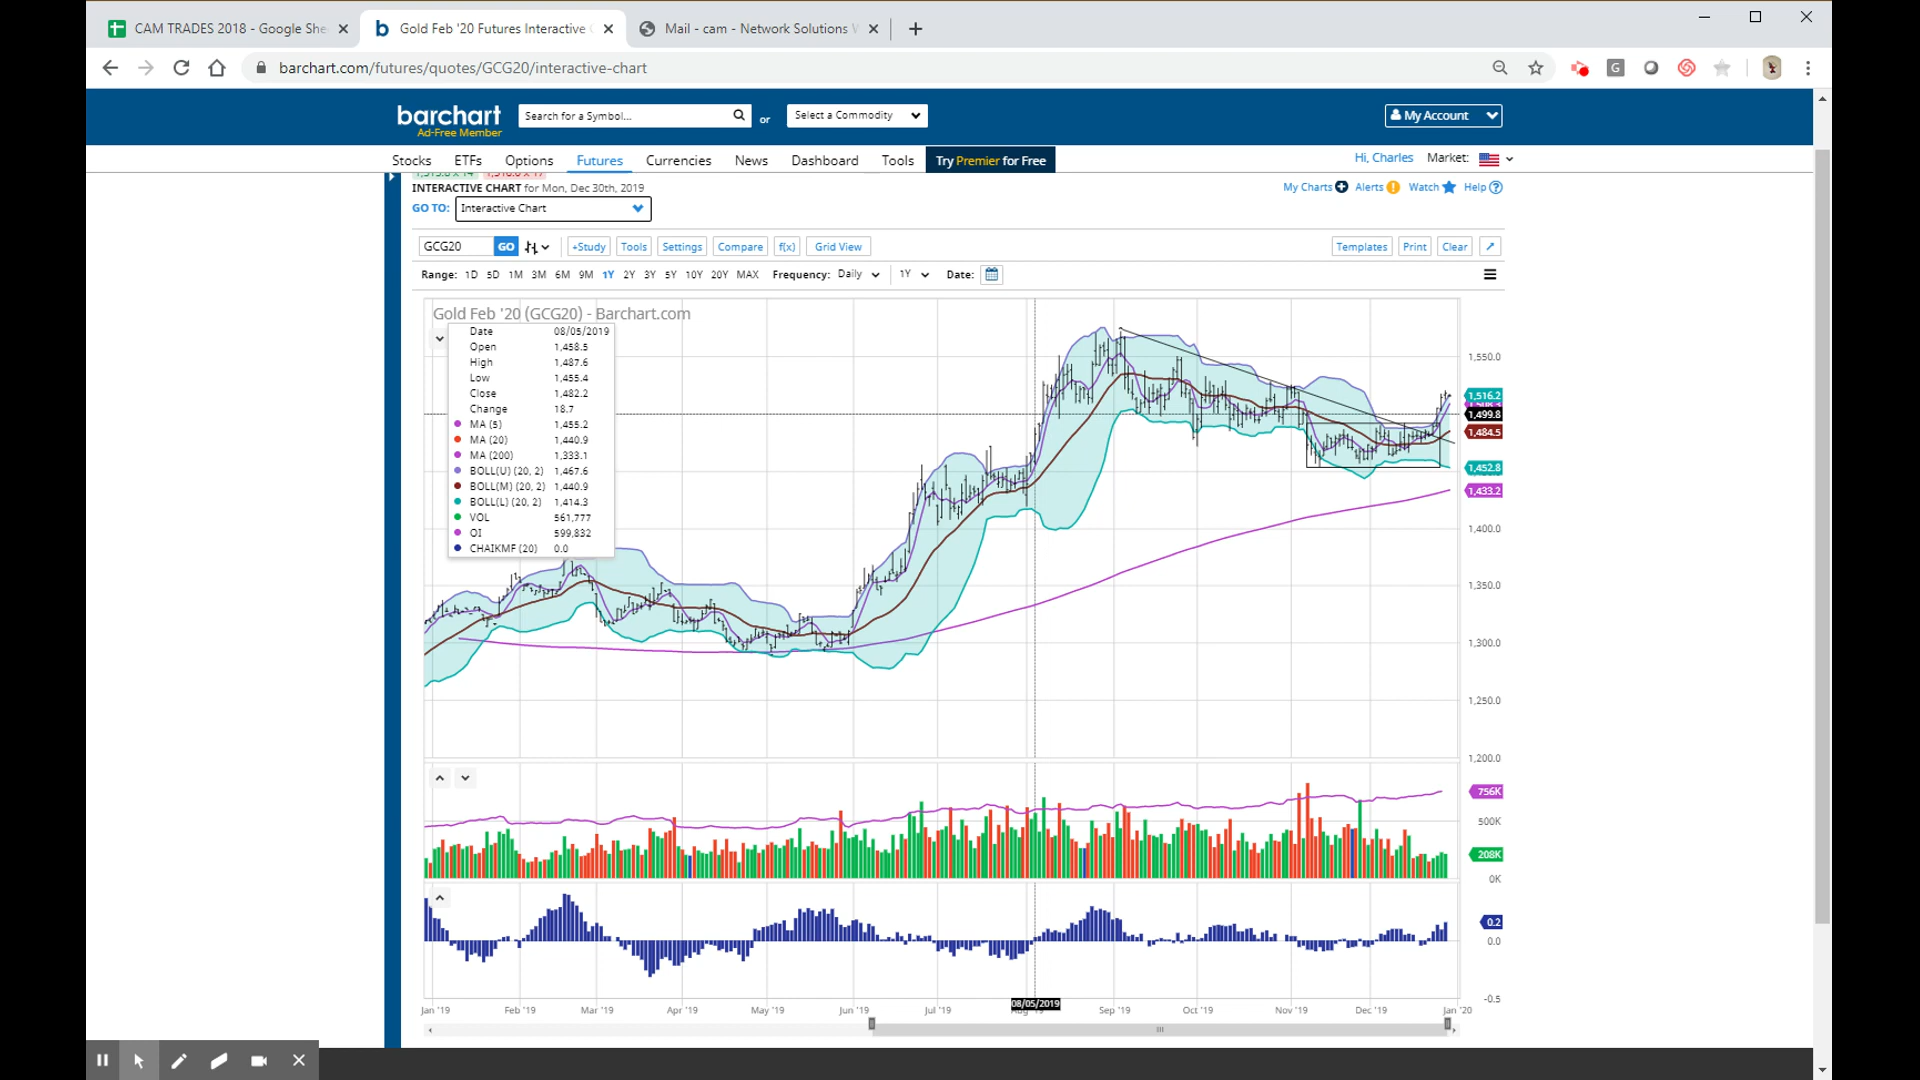 CAM TRADES 2018 - Google She
Gold Feb '20 Futures Interactive
Mail - cam - Network Solutions
barchart.com/futures/quotes/GCG20/interactive-chart
G
barchart
Ad-Free Member
Search for a Symbol... or Select a Commodity
My Account
Stocks ETFs Options Futures Currencies News Dashboard Tools Try Premier for Free
Hi, Charles Market:
INTERACTIVE CHART for Mon, Dec 30th, 2019
My Charts Alerts Watch Help
GO TO: Interactive Chart
GCG20 GO +Study Tools Settings Compare f(x) Grid View Templates Print Clear
Range: 1D 5D 1M 3M 6M 9M 1Y 2Y 3Y 5Y 10Y 20Y MAX Frequency: Daily 1Y Date:
Gold Feb '20 (GCG20) - Barchart.com
Date 08/05/2019
Open 1,458.5
High 1,487.6
Low 1,455.4
Close 1,482.2
Change 18.7
MA (5) 1,455.2
MA (20) 1,440.9
MA (200) 1,333.1
BOLL(U) (20, 2) 1,467.6
BOLL(M) (20, 2) 1,440.9
BOLL(L) (20, 2) 1,414.3
VOL 561,777
OI 599,832
CHAIKMF (20) 0.0
1,550.0
1,516.2
1,499.8
1,484.5
1,452.8
1,433.2
1,400.0
1,350.0
1,300.0
1,250.0
1,200.0
756K
500K
208K
0K
0.2
0.0
-0.5
08/05/2019
Jan '19 Feb '19 Mar '19 Apr '19 May '19 Jun '19 Jul '19 Sep '19 Oct '19 Nov '19 Dec '19 Jan '20